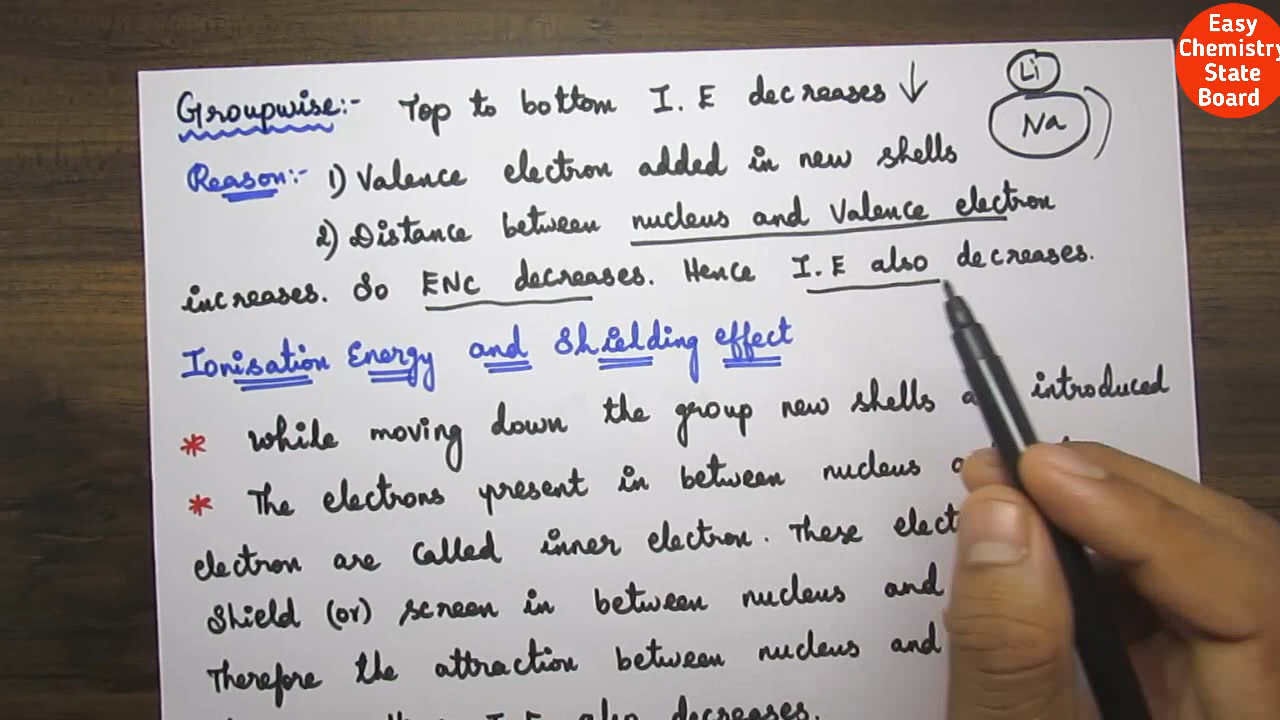 Easy
Chemistry
State
Board
Groupwise:- Top to bottom I.E decreases ↓
Li
Na
Reason:- 1) Valence electron added in new shells
2) Distance between nucleus and valence electron
increases. So ENC decreases. Hence I.E also decreases.
Ionisation Energy and Shielding effect
* While moving down the group new shells introduced
* The electrons present in between nucleus
electron are called inner electron. These
Shield (or) screen in between nucleus and
Therefore the attraction between nucleus and
I.E also decreases.